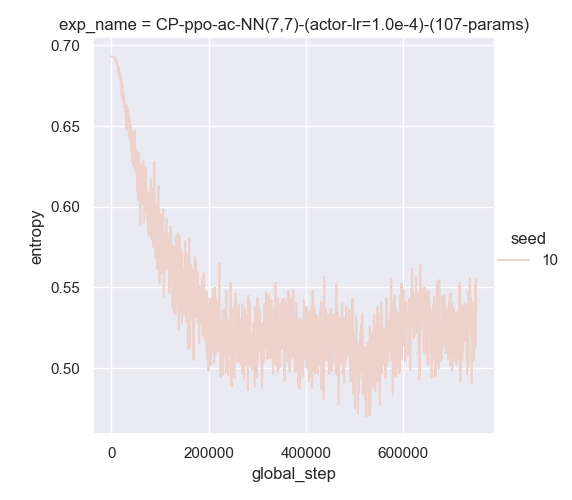 exp_name = CP-ppo-ac-NN(7,7)-(actor-lr=1.0e-4)-(107-params)
0.70
0.65
0.60
0.55
0.50
entropy
0
200000
400000
600000
global_step
seed
10